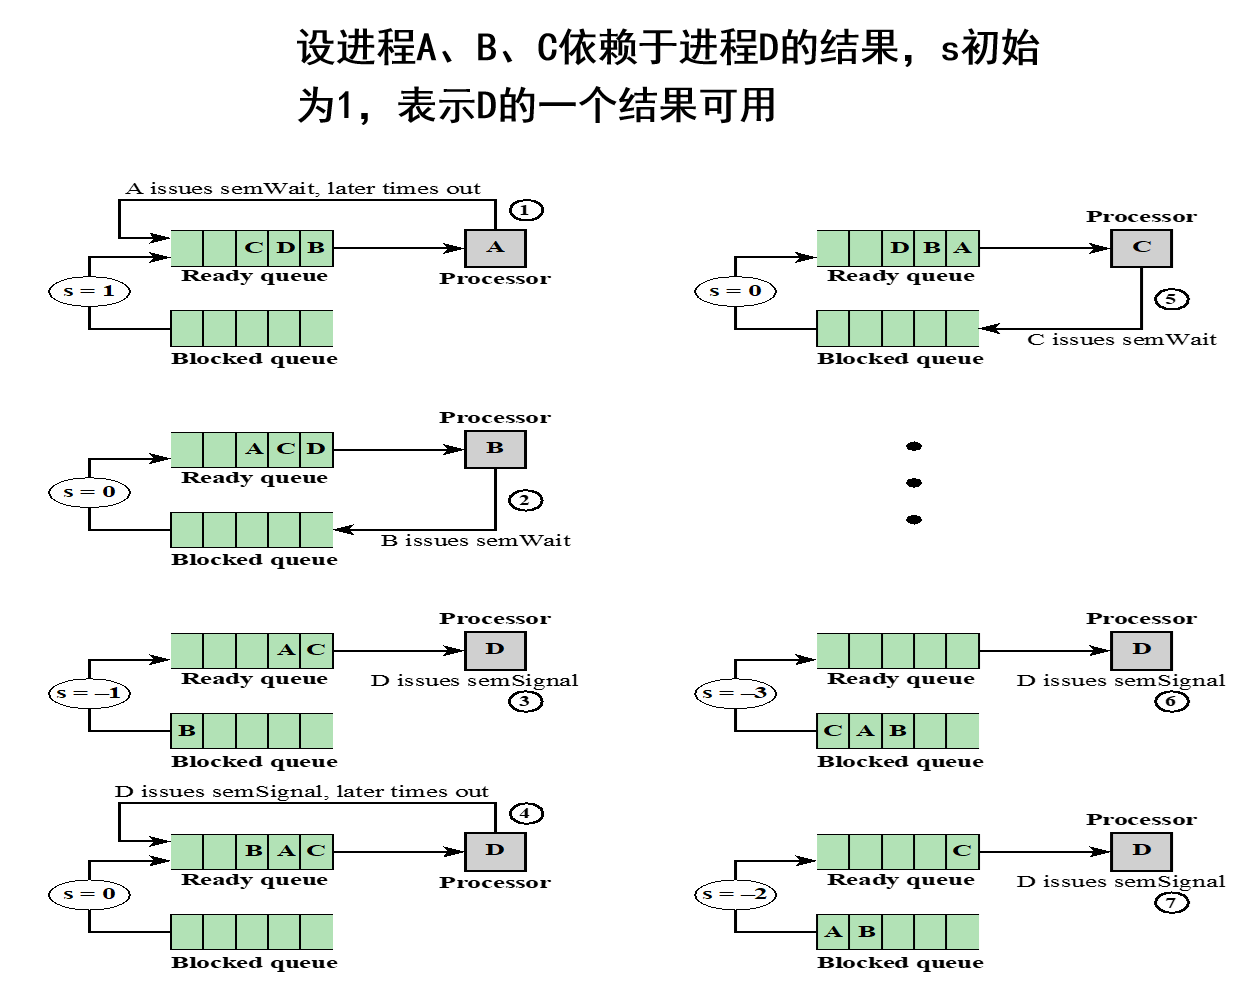 设进程A、B、C依赖于进程D的结果，s初始
为1，表示D的一个结果可用
A issues semWait, later times out
1
C D B
A
Ready queue
Processor
s = 1
Blocked queue
Processor
B
A C D
Ready queue
s = 0
2
B issues semWait
Blocked queue
Processor
D
A C
Ready queue
D issues semSignal
s = –1
3
B
Blocked queue
D issues semSignal, later times out
4
B A C
D
Ready queue
Processor
s = 0
Blocked queue
Processor
D B A
C
Ready queue
s = 0
5
C issues semWait
Blocked queue
Processor
D
Ready queue
D issues semSignal
s = –3
6
C A B
Blocked queue
Processor
C
D
Ready queue
D issues semSignal
s = –2
7
A B
Blocked queue